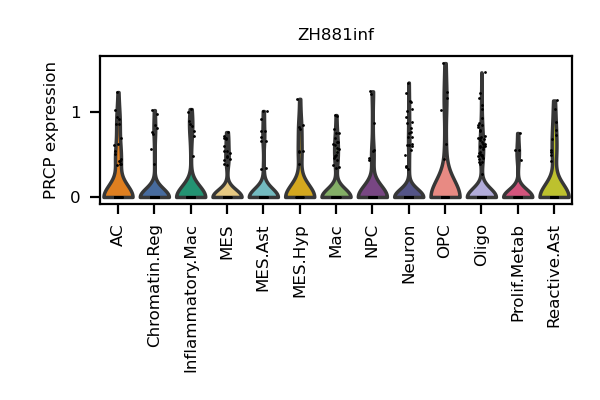 ZH881inf
PRCP expression
1
0
AC
Chromatin.Reg
Inflammatory.Mac
MES
MES.Ast
MES.Hyp
Mac
NPC
Neuron
OPC
Oligo
Prolif.Metab
Reactive.Ast